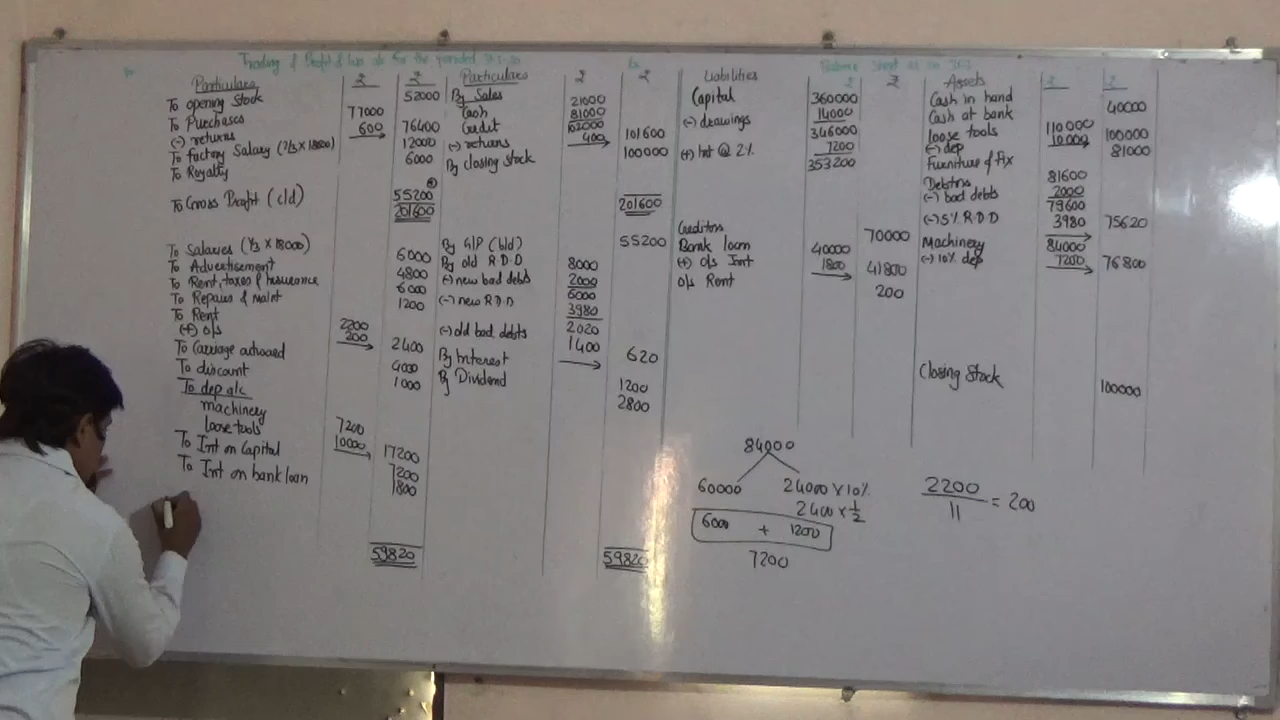 Trading & Profit & Loss a/c for the
Particulars ₹ ₹ Particulars ₹ ₹
To opening stock 52000 By Sales
To Purchases 77000 Cash 21000
(-) returns 600 76400 Credit 81000
102000
To factory Salary (2/3 x 18000) 12000 (-) returns 400 101600
To Royalty 6000 By closing stock 100000
To Gross Profit (c/d) 55200
201600 201600
To Salaries (1/3 x 18000) 6000 By G/P (b/d) 55200
To Advertisement 4800 By old R.D.D 8000
To Rent, taxes & insurance 6000 (-) new bad debts 2000
6000
To Repairs & maint 1200 (-) new R.D.D 3980
To Rent 2200 2020
(+) o/s 200 2400 (-) old bad debts 1400 620
To Carriage outward 4000 By Interest 1200
To discount 1000 By Dividend 2800
To dep a/c
machinery 7200
loose tools 10000 17200
To Int on Capital 7200
To Int on bank loan 1800
59820 59820
Balance Sheet as on
Liabilities ₹ ₹ Assets ₹ ₹
Capital 360000 Cash in hand 40000
(-) drawings 14000 Cash at bank
346000 loose tools 110000 100000
(+) Int @ 2% 7200 (-) dep 10000 81000
353200 Furniture & Fix
Debtors 81600
(-) bad debts 2000
79600
(-) 5% R.D.D 3980 75620
Creditors 70000 Machinery 84000
Bank loan 40000 (-) 10% dep 7200 76800
(+) o/s Int 1800 41800
o/s Rent 200
Closing Stock 100000
84000
60000 24000 x 10%
2400 x 1/2
6000 + 1200
7200
2200
11
= 200